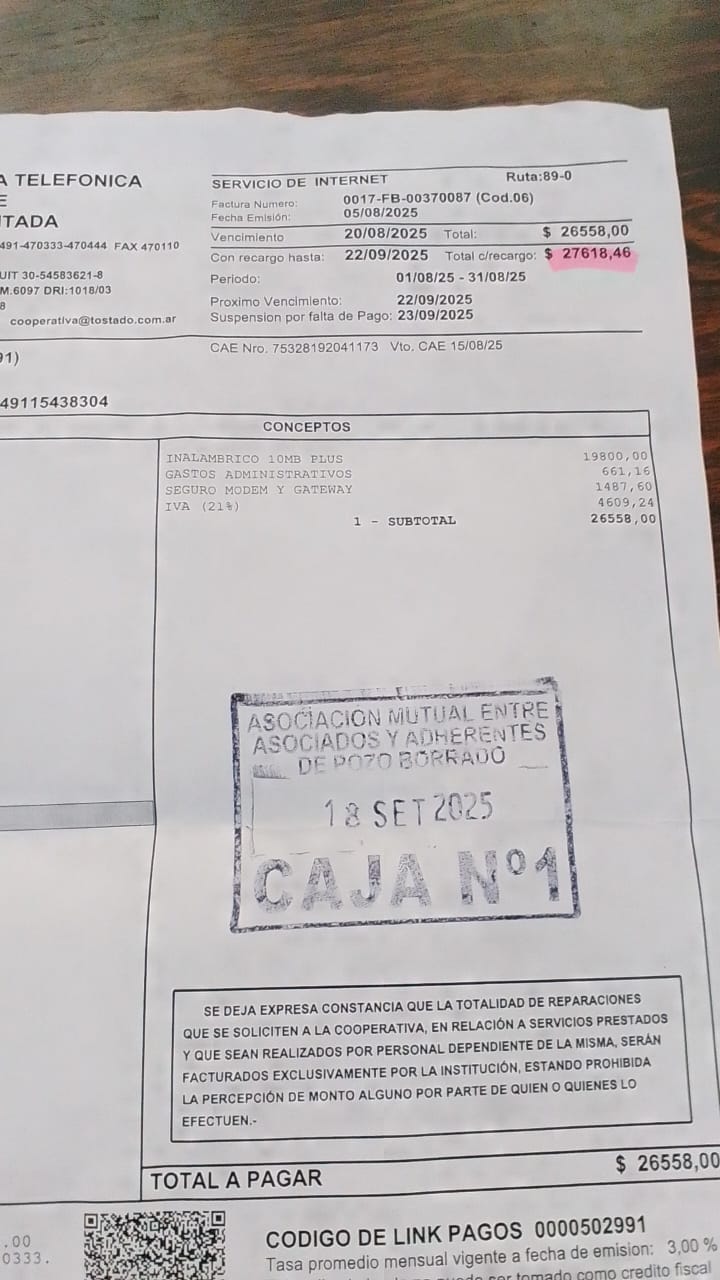 A TELEFONICA
E
TADA
491-470333-470444 FAX 470110
UIT 30-54583621-8
M.6097 DRI:1018/03
8
cooperativa@tostado.com.ar
91)
49115438304
SERVICIO DE INTERNET Ruta:89-0
Factura Numero: 0017-FB-00370087 (Cod.06)
Fecha Emisión: 05/08/2025
Vencimiento 20/08/2025 Total: $ 26558,00
Con recargo hasta: 22/09/2025 Total c/recargo: $ 27618,46
Periodo: 01/08/25 - 31/08/25
Proximo Vencimiento: 22/09/2025
Suspension por falta de Pago: 23/09/2025
CAE Nro. 75328192041173 Vto. CAE 15/08/25
CONCEPTOS
INALAMBRICO 10MB PLUS 19800,00
GASTOS ADMINISTRATIVOS 661,16
SEGURO MODEM Y GATEWAY 1487,60
IVA (21%) 4609,24
1 - SUBTOTAL 26558,00
ASOCIACION MUTUAL ENTRE
ASOCIADOS Y ADHERENTES
DE POZO BORRADO
18 SET 2025
CAJA Nº1
SE DEJA EXPRESA CONSTANCIA QUE LA TOTALIDAD DE REPARACIONES
QUE SE SOLICITEN A LA COOPERATIVA, EN RELACIÓN A SERVICIOS PRESTADOS
Y QUE SEAN REALIZADOS POR PERSONAL DEPENDIENTE DE LA MISMA, SERÁN
FACTURADOS EXCLUSIVAMENTE POR LA INSTITUCIÓN, ESTANDO PROHIBIDA
LA PERCEPCIÓN DE MONTO ALGUNO POR PARTE DE QUIEN O QUIENES LO
EFECTUEN.-
TOTAL A PAGAR $ 26558,00
.00
0333.
CODIGO DE LINK PAGOS 0000502991
Tasa promedio mensual vigente a fecha de emision: 3,00 %
ser tomado como credito fiscal